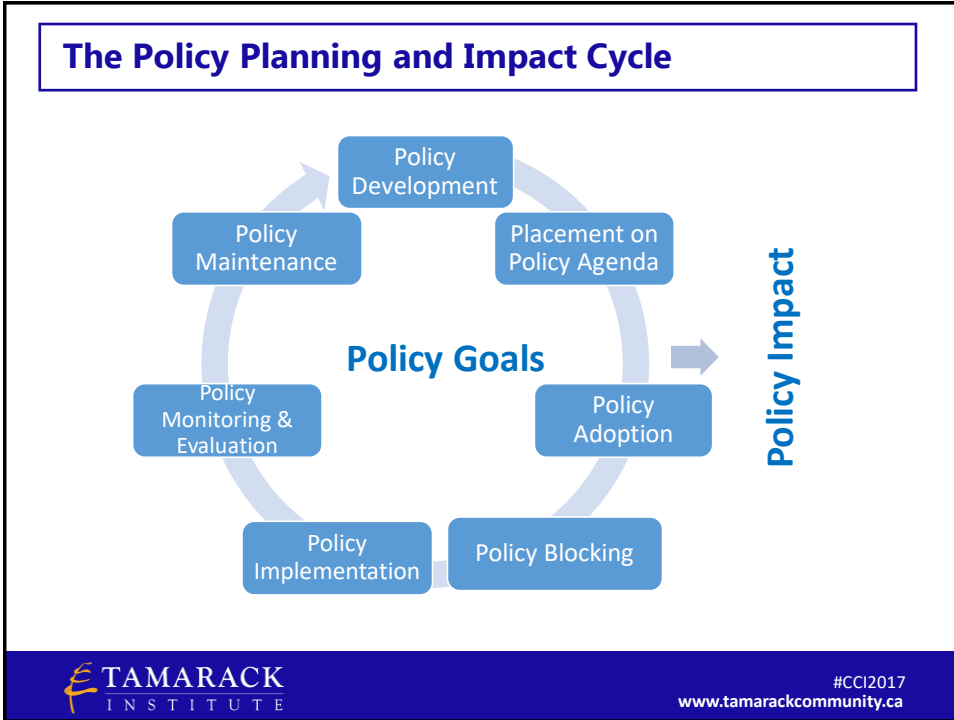 The Policy Planning and Impact Cycle
Policy
Development
Placement on
Policy Agenda
Policy
Adoption
Policy Blocking
Policy
Implementation
Policy
Monitoring &
Evaluation
Policy
Maintenance
Policy Goals
Policy Impact
TAMARACK
INSTITUTE
#CCI2017
www.tamarackcommunity.ca